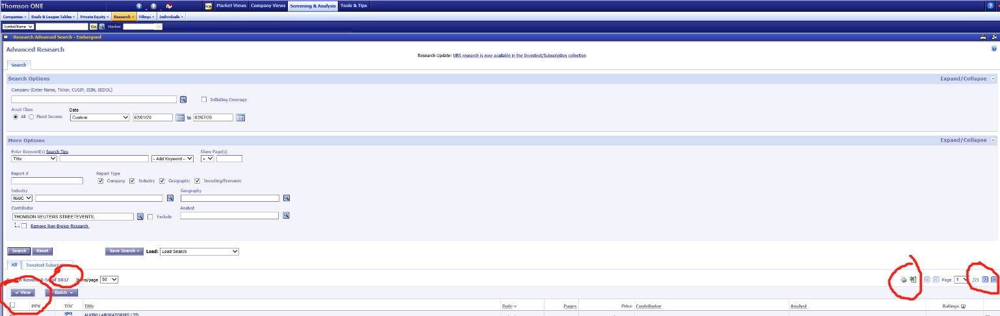 Thomson ONE Market Views Company Views Screening & Analysis Tools & Tips
Companies Deals & League Tables Private Equity Research Filings Individuals
Symbol/Name Go Market
Research Advanced Search - Embargoed
Advanced Research
Research Update: UBS research is now available in the Investext/Subscription collection
Search
Search Options Expand/Collapse
Company (Enter Name, Ticker, CUSIP, ISIN, SEDOL)
Initiating Coverage
Asset Class Date
All Fixed Income Custom 02/01/20 to 02/07/20
More Options Expand/Collapse
Enter Keyword(s) Search Tips Show Page(s)
Title - Add Keyword - >
Report # Report Type
Company Industry Geographic Investing/Economic
Industry Geography
NAIC
Contributor Analyst
THOMSON REUTERS STREETEVENTS, Exclude
Remove Non-Broker Research
Search Reset Save Search Load: Load Search
All Investext
Search Results 1-50 of 1037 Items/page 50 Page 1 /21
View Batch
PPV TOC Title Date Pages Price Contributor Analyst Ratings
ALKEM LABORATORIES LTD